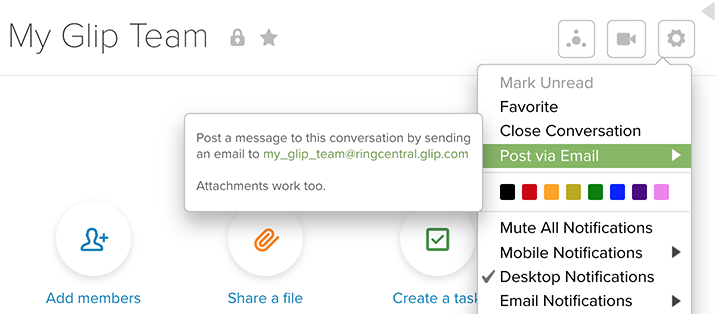 My Glip Team
Mark Unread
Favorite
Close Conversation
Post via Email
Post a message to this conversation by sending
an email to my_glip_team@ringcentral.glip.com
Attachments work too.
Mute All Notifications
Mobile Notifications
Desktop Notifications
Email Notifications
Add members
Share a file
Create a task